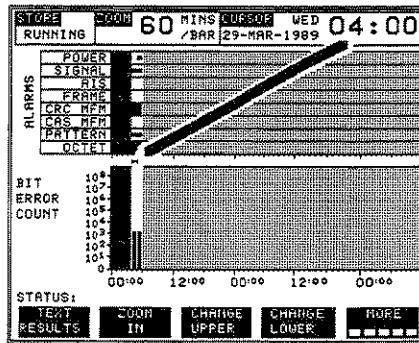 STORE ZOOM 60 MINS /BAR CURSOR WED 04:00
RUNNING 29-MAR-1989
ALARMS
POWER
SIGNAL
AIS
FRAME
CRC MFM
CAS MFM
PATTERN
OCTET
BIT ERROR COUNT
10⁸
10⁷
10⁶
10⁵
10⁴
10³
10²
10¹
0
00:00 12:00 00:00 12:00 00:00
STATUS:
TEXT RESULTS
ZOOM IN
CHANGE UPPER
CHANGE LOWER
MORE